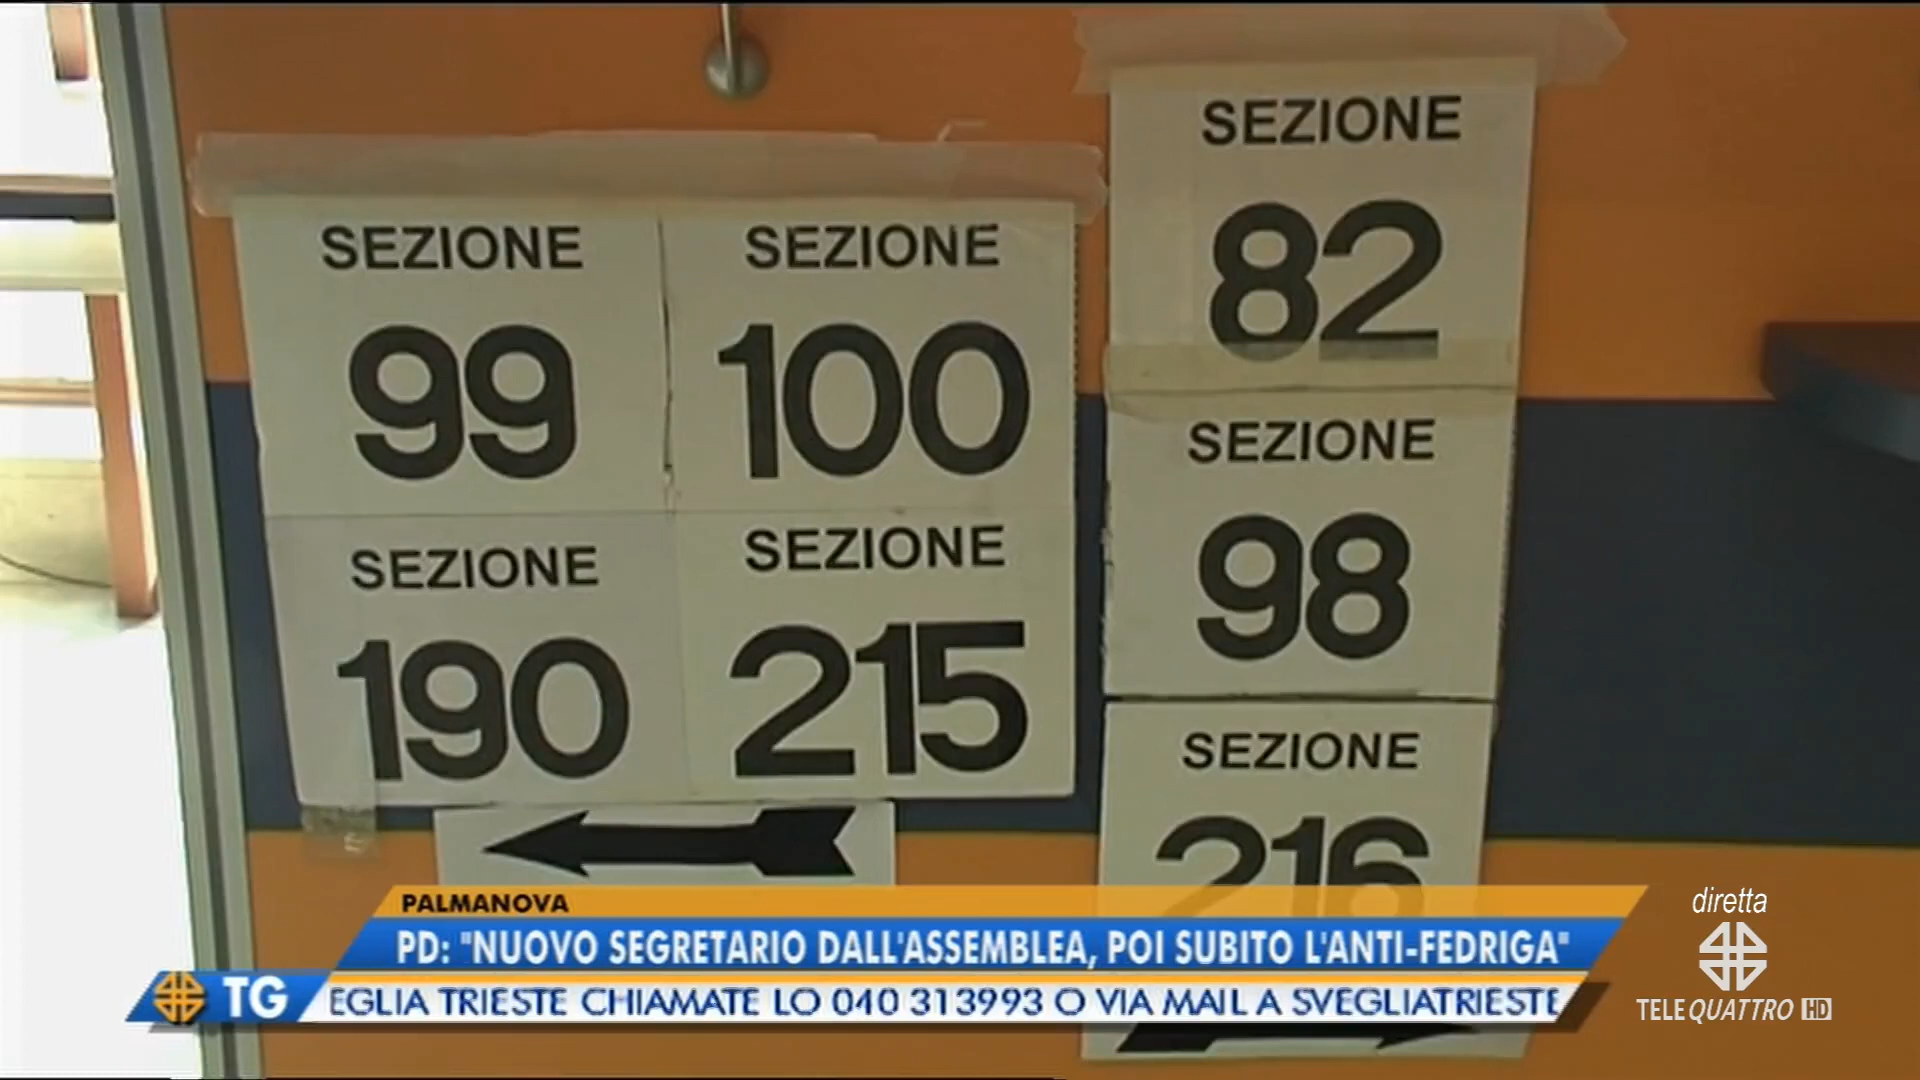 SEZIONE
99
SEZIONE
100
SEZIONE
190
SEZIONE
215
SEZIONE
82
SEZIONE
98
SEZIONE
216
PALMANOVA
PD: "NUOVO SEGRETARIO DALL'ASSEMBLEA, POI SUBITO L'ANTI-FEDRIGA"
TG
EGLIA TRIESTE CHIAMATE LO 040 313993 O VIA MAIL A SVEGLIATRIESTE
diretta
TELEQUATTRO HD